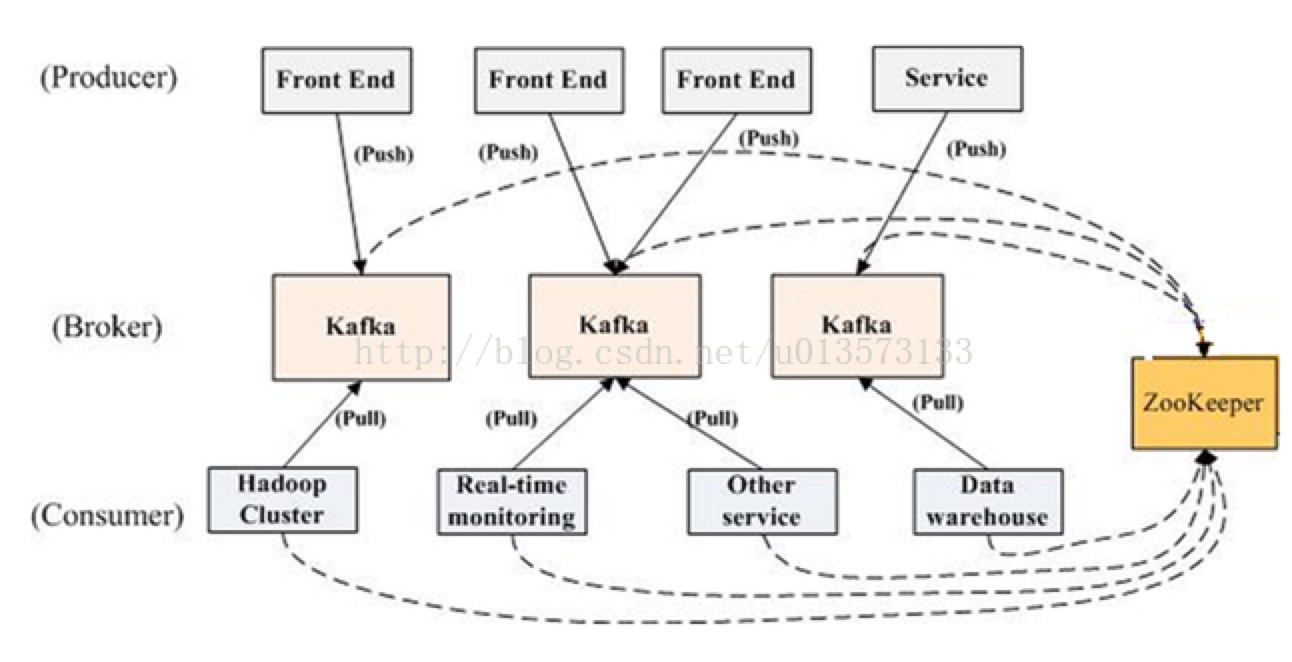 (Producer)
Front End
Front End
Front End
Service
(Push)
(Push)
(Push)
(Push)
(Broker)
Kafka
Kafka
Kafka
http://blog.csdn.net/u013573133
ZooKeeper
(Pull)
(Pull)
(Pull)
(Pull)
(Consumer)
Hadoop
Cluster
Real-time
monitoring
Other
service
Data
warehouse